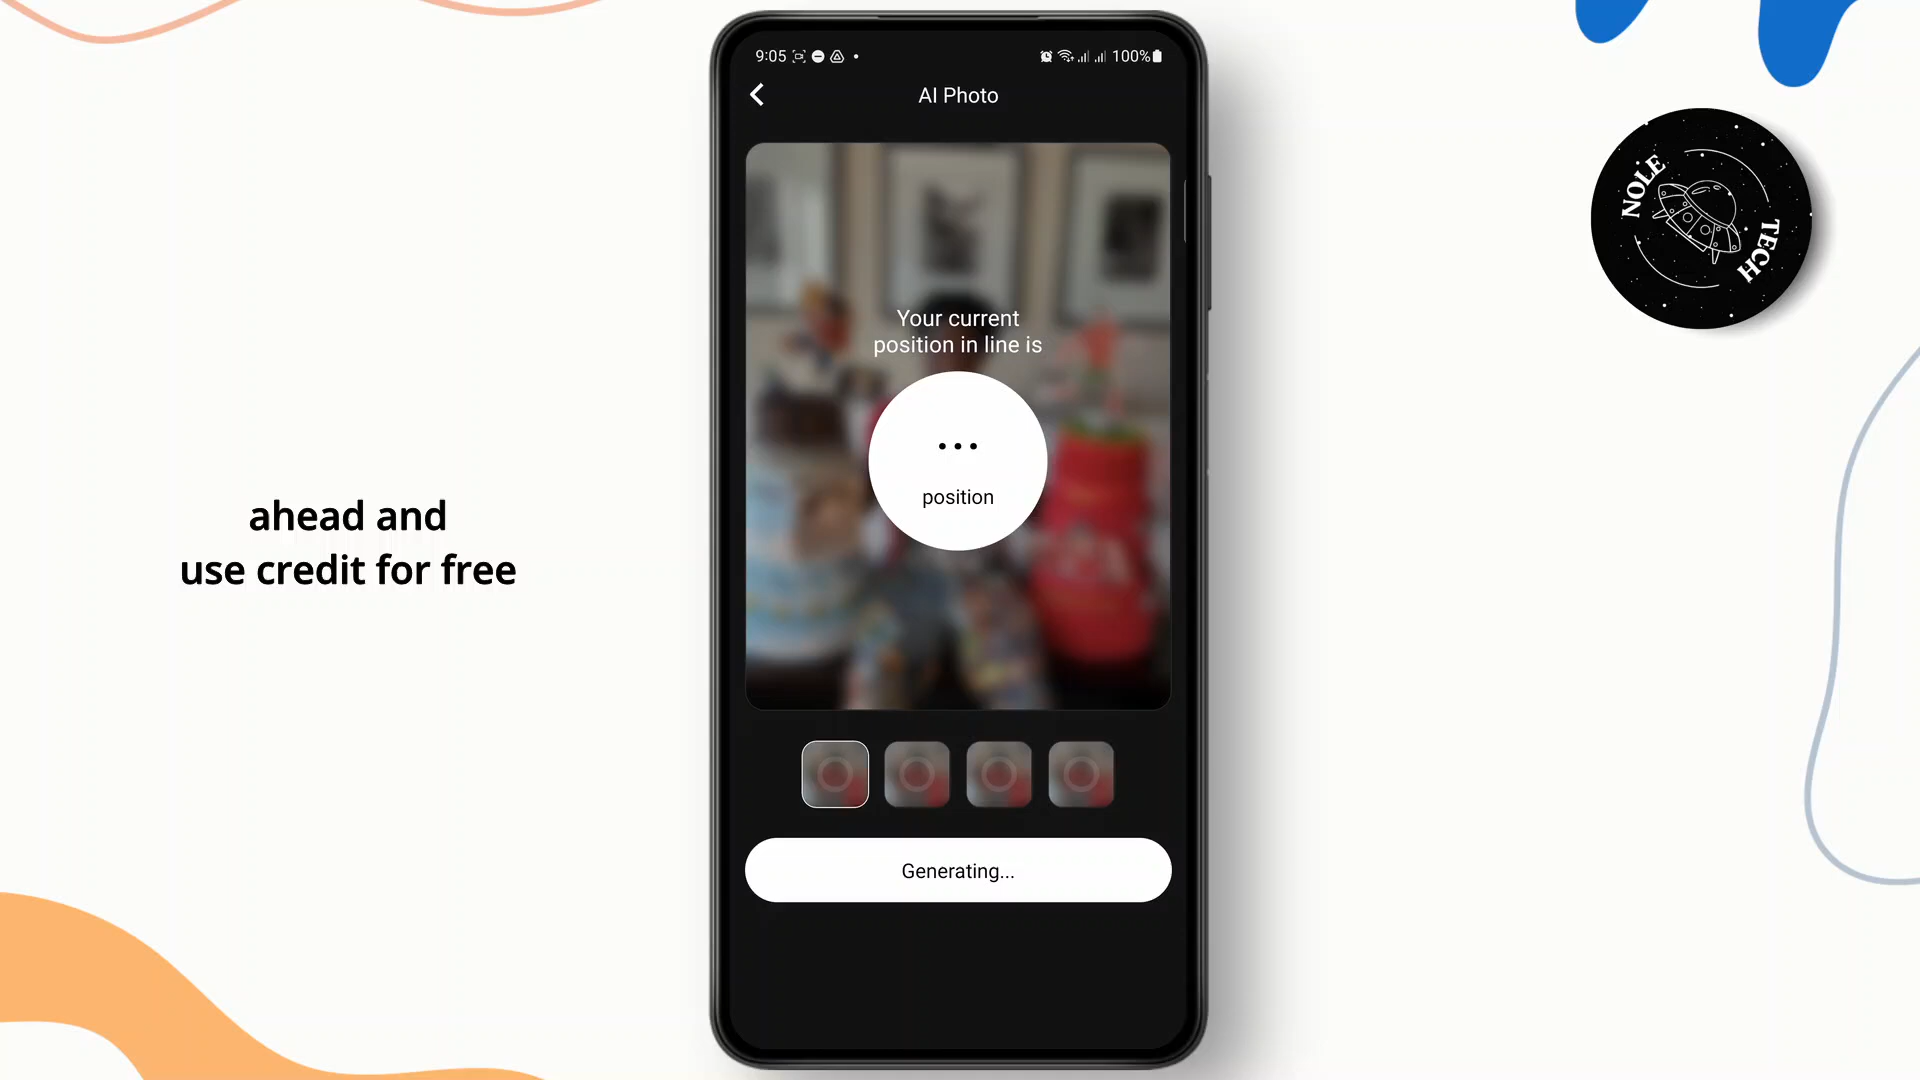 9:05
100%
AI Photo
NOLE
TECH
Your current
position in line is
...
position
ahead and
use credit for free
Generating...